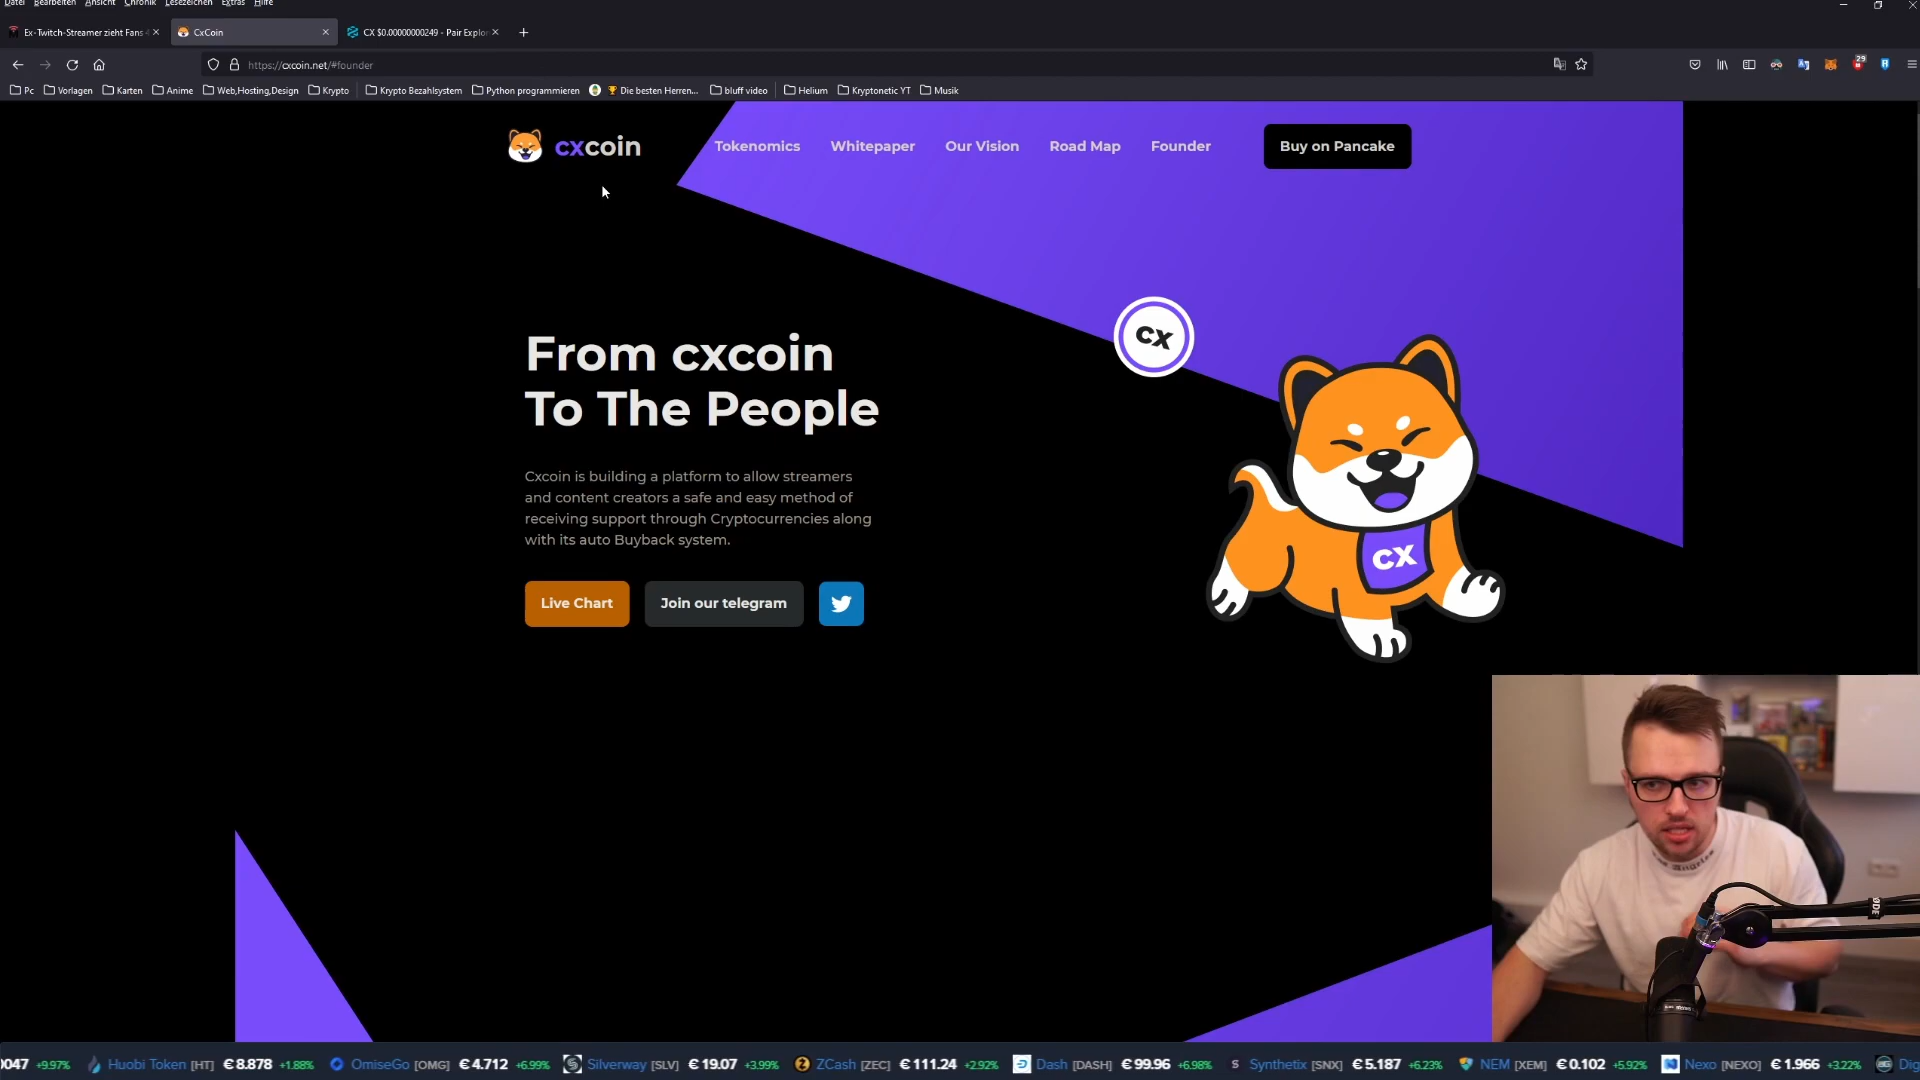 Datei Bearbeiten Ansicht Chronik Lesezeichen Extras Hilfe
Ex-Twitch-Streamer zieht Fans
CxCoin
CX $0.00000000249 - Pair Explor
https://cxcoin.net/#founder
29
Pc Vorlagen Karten Anime Web,Hosting,Design Krypto Krypto Bezahlsystem Python programmieren Die besten Herren... bluff video Helium Kryptonetic YT Musik
cxcoin
Tokenomics Whitepaper Our Vision Road Map Founder Buy on Pancake
From cxcoin
To The People
CX
CX
Cxcoin is building a platform to allow streamers
and content creators a safe and easy method of
receiving support through Cryptocurrencies along
with its auto Buyback system.
Live Chart Join our telegram
RØDE
0047 +9.97% Huobi Token [HT] € 8.878 +1.88% OmiseGo [OMG] € 4.712 +6.99% Silverway [SLV] € 19.07 +3.99% ZCash [ZEC] € 111.24 +2.92% Dash [DASH] € 99.96 +6.98% Synthetix [SNX] € 5.187 +6.23% NEM [XEM] € 0.102 +5.92% Nexo [NEXO] € 1.966 +3.22% Dig